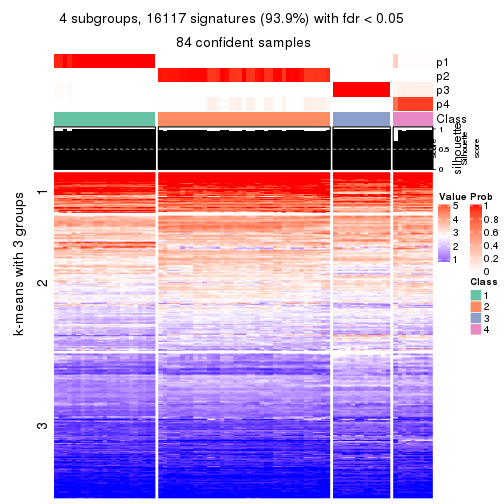 4 subgroups, 16117 signatures (93.9%) with fdr < 0.05
84 confident samples
p1
p2
p3
p4
Class
1
0.5
0
silhouette
Silhouette
score
k-means with 3 groups
1
2
3
Value
5
4
3
2
1
Prob
1
0.8
0.6
0.4
0.2
0
Class
1
2
3
4